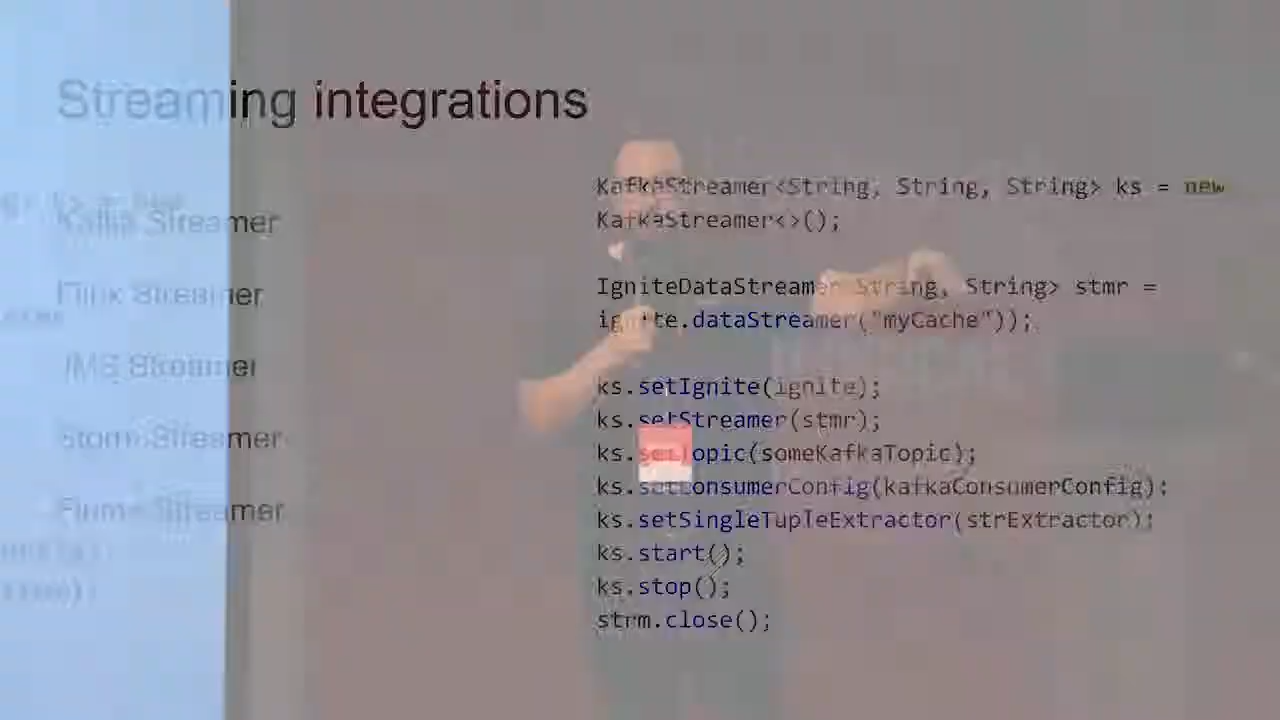 Streaming integrations
Kafka Streamer
Flink Streamer
JMS Streamer
Storm Streamer
Flume Streamer
KafkaStreamer<String, String, String> ks = new
KafkaStreamer<>();
IgniteDataStreamer<String, String> stmr =
ignite.dataStreamer("myCache"));
ks.setIgnite(ignite);
ks.setStreamer(stmr);
ks.setTopic(someKafkaTopic);
ks.setConsumerConfig(kafkaConsumerConfig);
ks.setSingleTupleExtractor(strExtractor);
ks.start();
ks.stop();
strm.close();